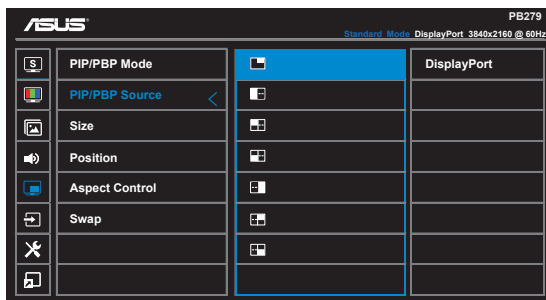 ASUS
PB279
Standard Mode DisplayPort 3840x2160 @ 60Hz
S
PIP/PBP Mode
DisplayPort
PIP/PBP Source
Size
Position
Aspect Control
Swap